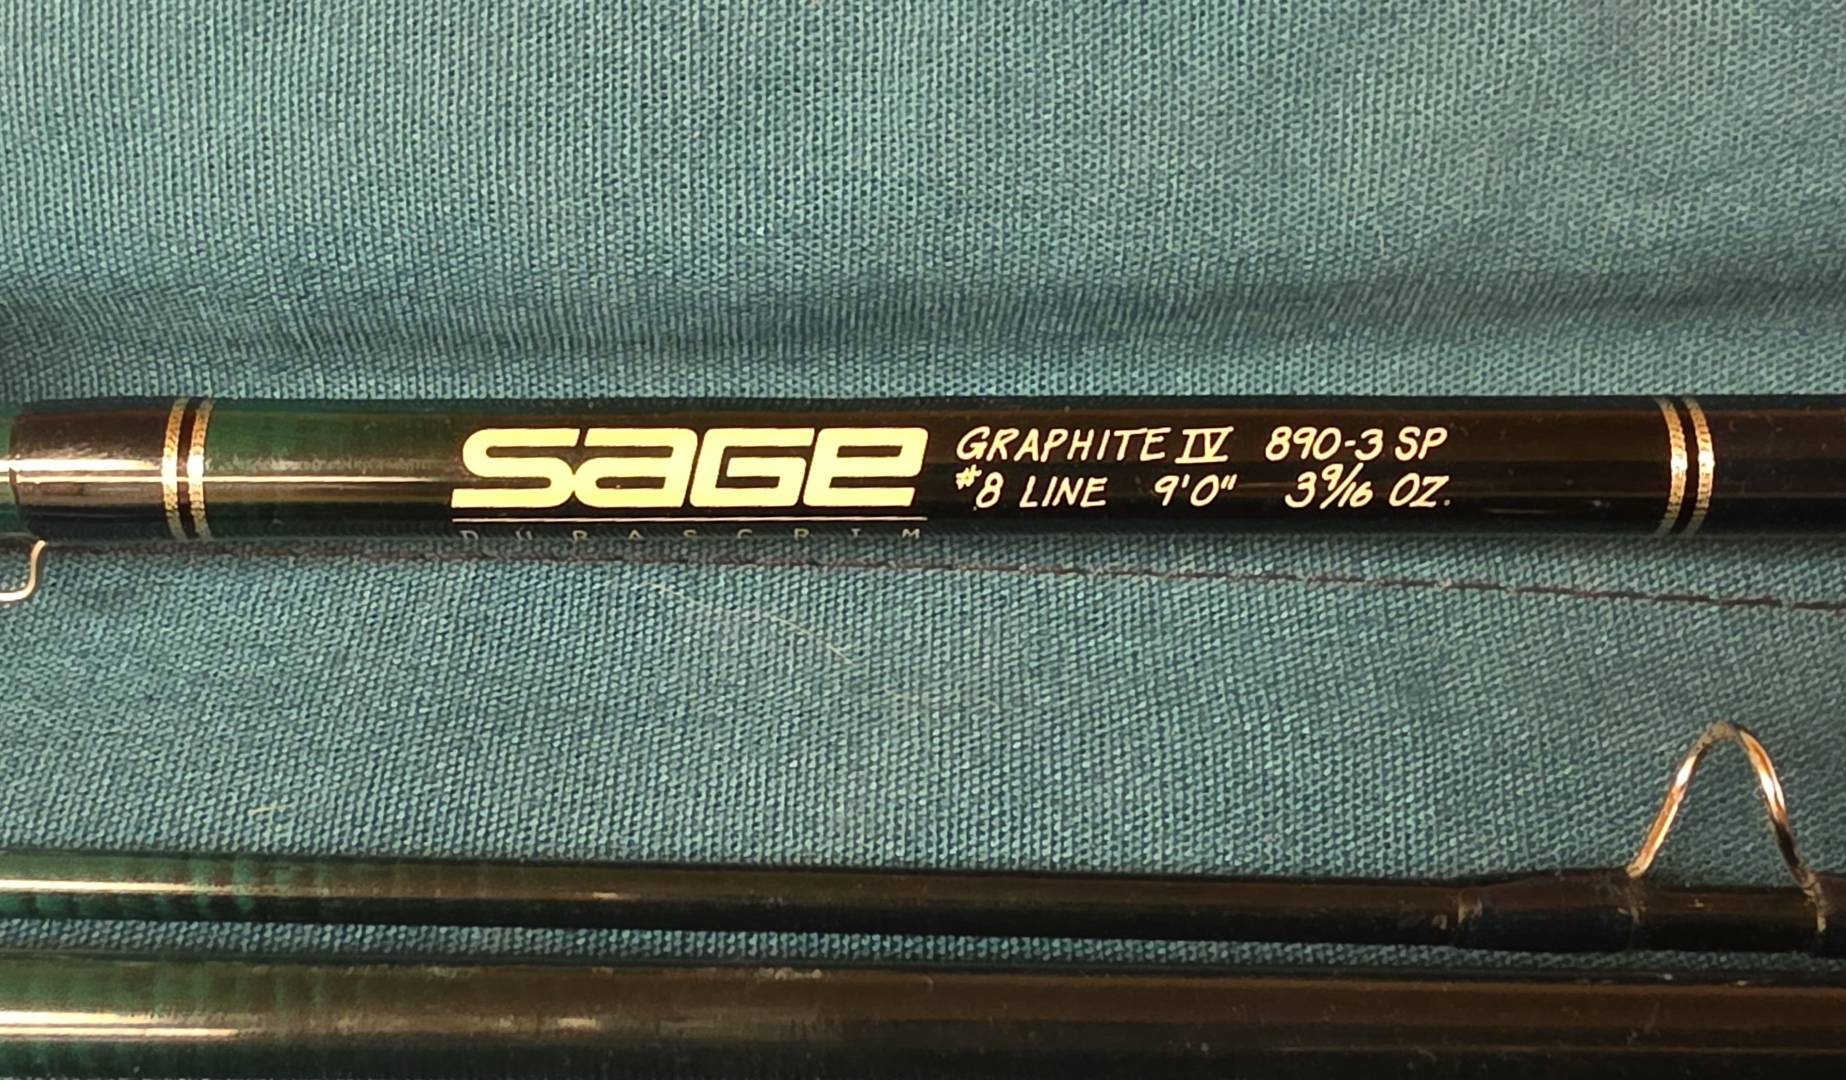 SAGE
DURASCRIM
GRAPHITE IV 890-3 SP
#8 LINE 9'0" 3 9/16 OZ.